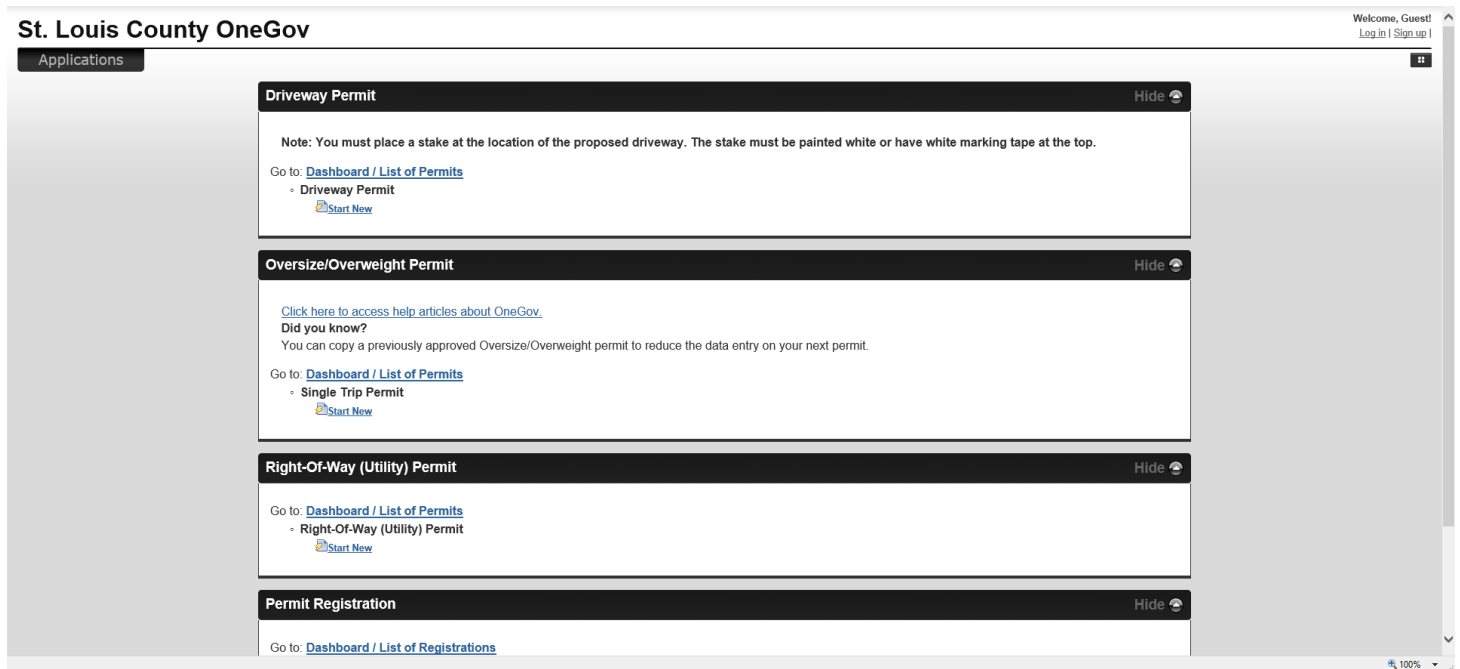 St. Louis County OneGov
Welcome, Guest!
Log in | Sign up |
Applications
Driveway Permit Hide
Note: You must place a stake at the location of the proposed driveway. The stake must be painted white or have white marking tape at the top.
Go to: Dashboard / List of Permits
◦ Driveway Permit
Start New
Oversize/Overweight Permit Hide
Click here to access help articles about OneGov.
Did you know?
You can copy a previously approved Oversize/Overweight permit to reduce the data entry on your next permit.
Go to: Dashboard / List of Permits
◦ Single Trip Permit
Start New
Right-Of-Way (Utility) Permit Hide
Go to: Dashboard / List of Permits
◦ Right-Of-Way (Utility) Permit
Start New
Permit Registration Hide
Go to: Dashboard / List of Registrations
100%